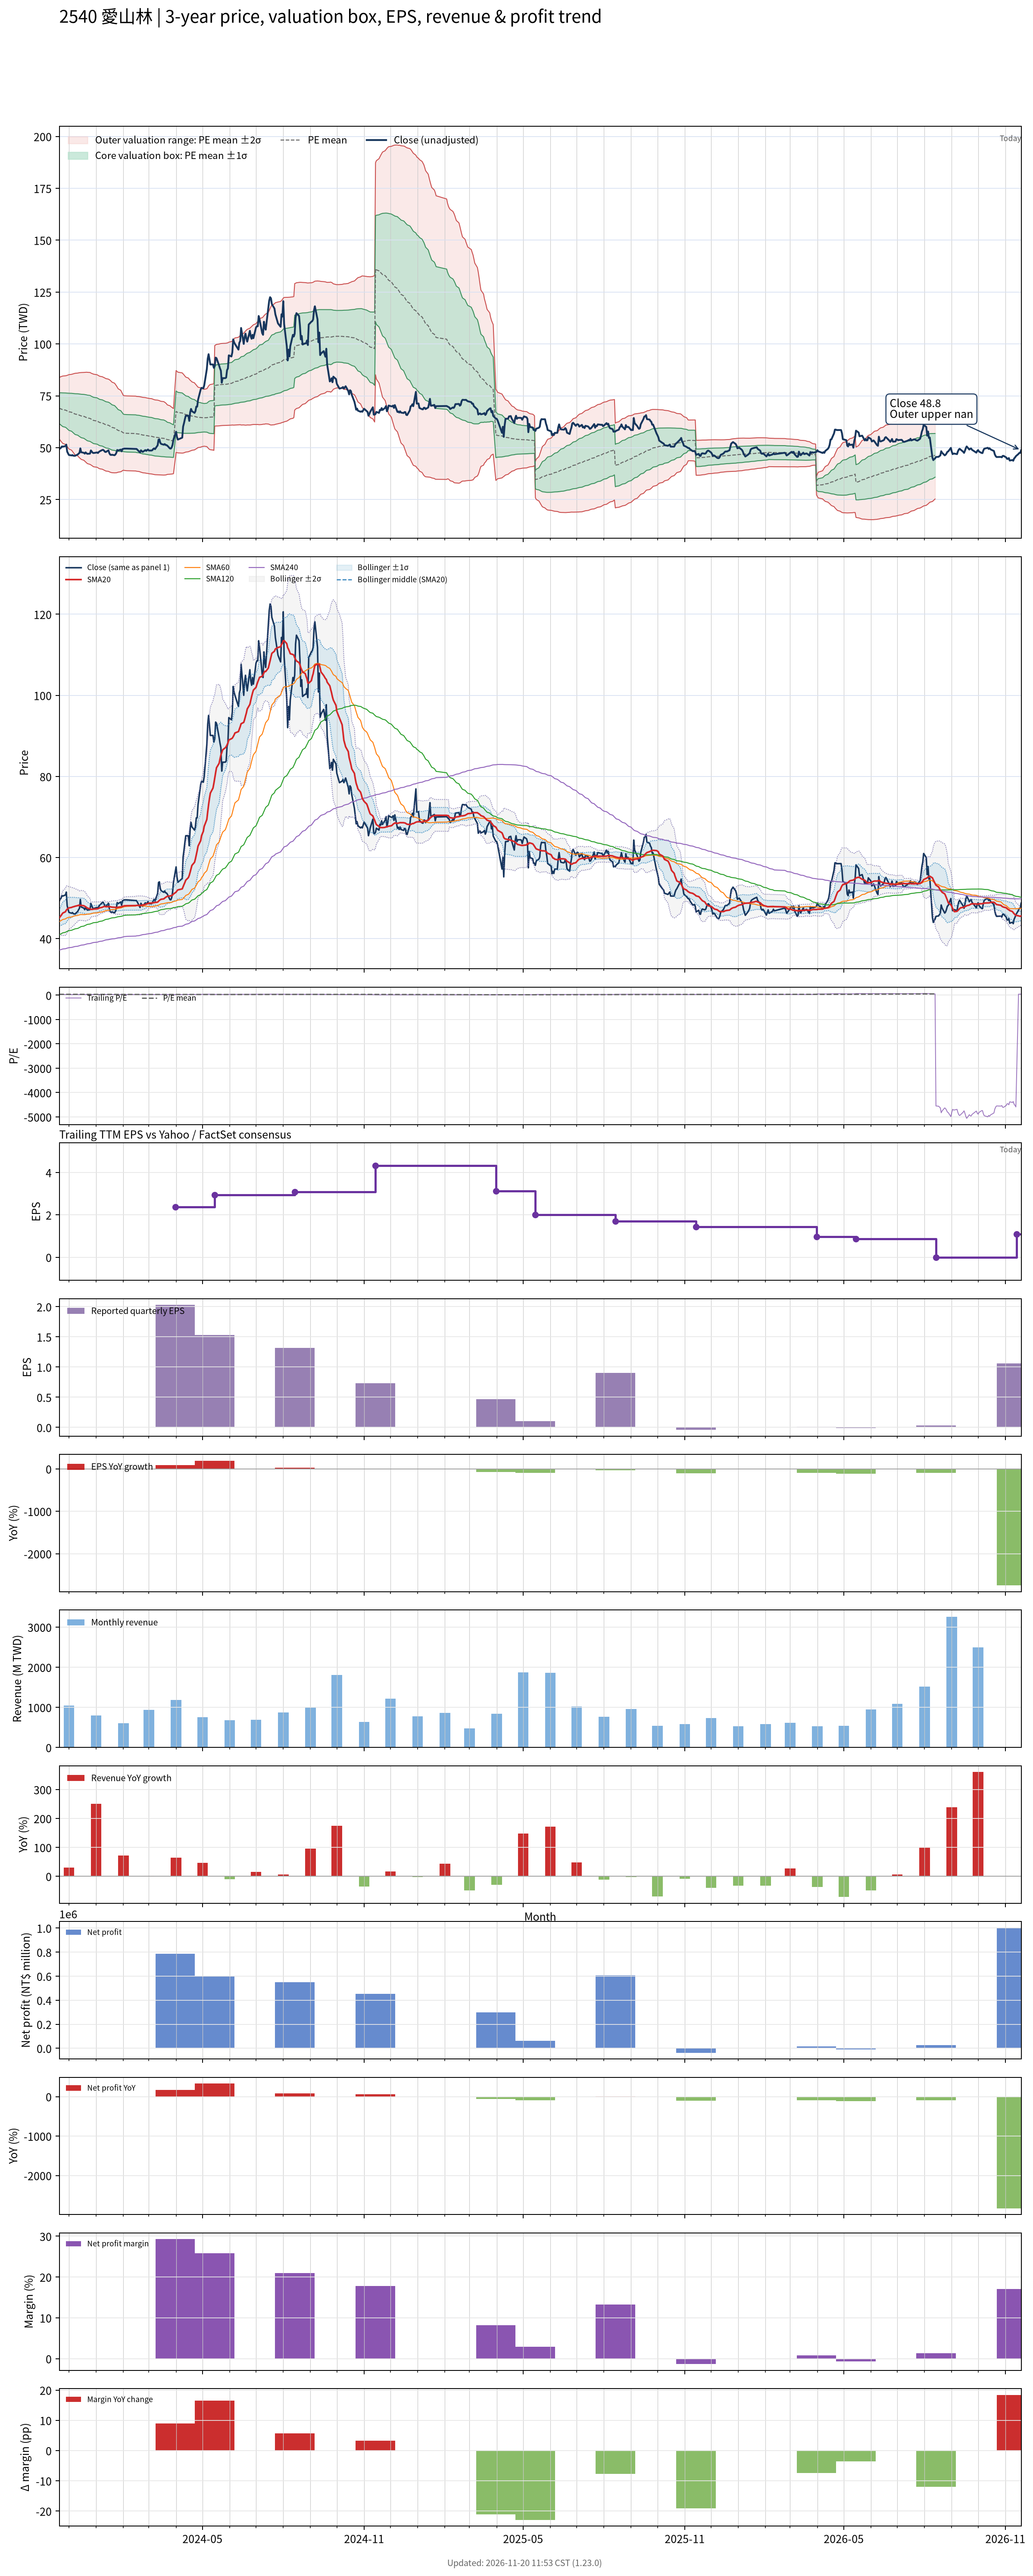 2540 愛山林 | 3-year price, valuation box, EPS, revenue & profit trend
Outer valuation range: PE mean ±2σ
PE mean
Close (unadjusted)
Core valuation box: PE mean ±1σ
Today
200
175
150
125
100
75
50
25
Price (TWD)
Close 48.8
Outer upper nan
Close (same as panel 1)
SMA20
SMA60
SMA120
SMA240
Bollinger ±2σ
Bollinger ±1σ
Bollinger middle (SMA20)
120
100
80
60
40
Price
Trailing P/E
P/E mean
0
-1000
-2000
-3000
-4000
-5000
P/E
Trailing TTM EPS vs Yahoo / FactSet consensus
Today
4
2
0
EPS
Reported quarterly EPS
2.0
1.5
1.0
0.5
0.0
EPS
EPS YoY growth
0
-1000
-2000
YoY (%)
Monthly revenue
3000
2000
1000
0
Revenue (M TWD)
Revenue YoY growth
300
200
100
0
YoY (%)
Month
1e6
Net profit
1.0
0.8
0.6
0.4
0.2
0.0
Net profit (NT$ million)
Net profit YoY
0
-1000
-2000
YoY (%)
Net profit margin
30
20
10
0
Margin (%)
Margin YoY change
20
10
0
-10
-20
Δ margin (pp)
2024-05
2024-11
2025-05
2025-11
2026-05
2026-11
Updated: 2026-11-20 11:53 CST (1.23.0)